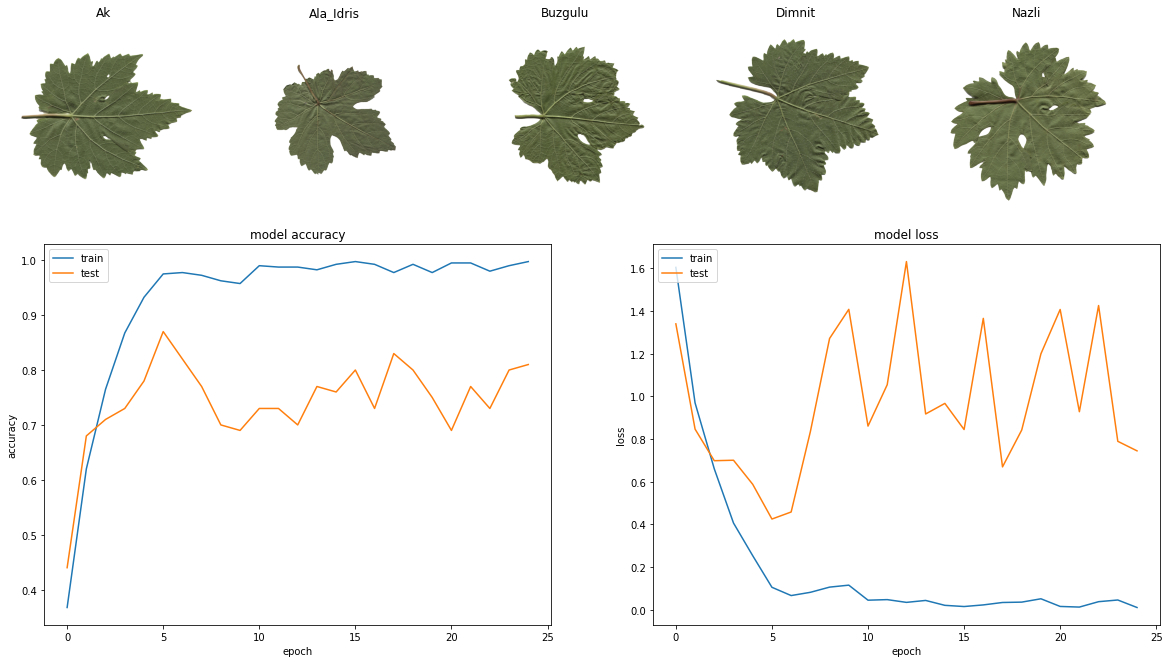 Ak
Ala_Idris
Buzgulu
Dimnit
Nazli
model accuracy
train
test
1.0
0.9
0.8
0.7
0.6
0.5
0.4
accuracy
0
5
10
15
20
25
epoch
model loss
train
test
1.6
1.4
1.2
1.0
0.8
0.6
0.4
0.2
0.0
loss
0
5
10
15
20
25
epoch